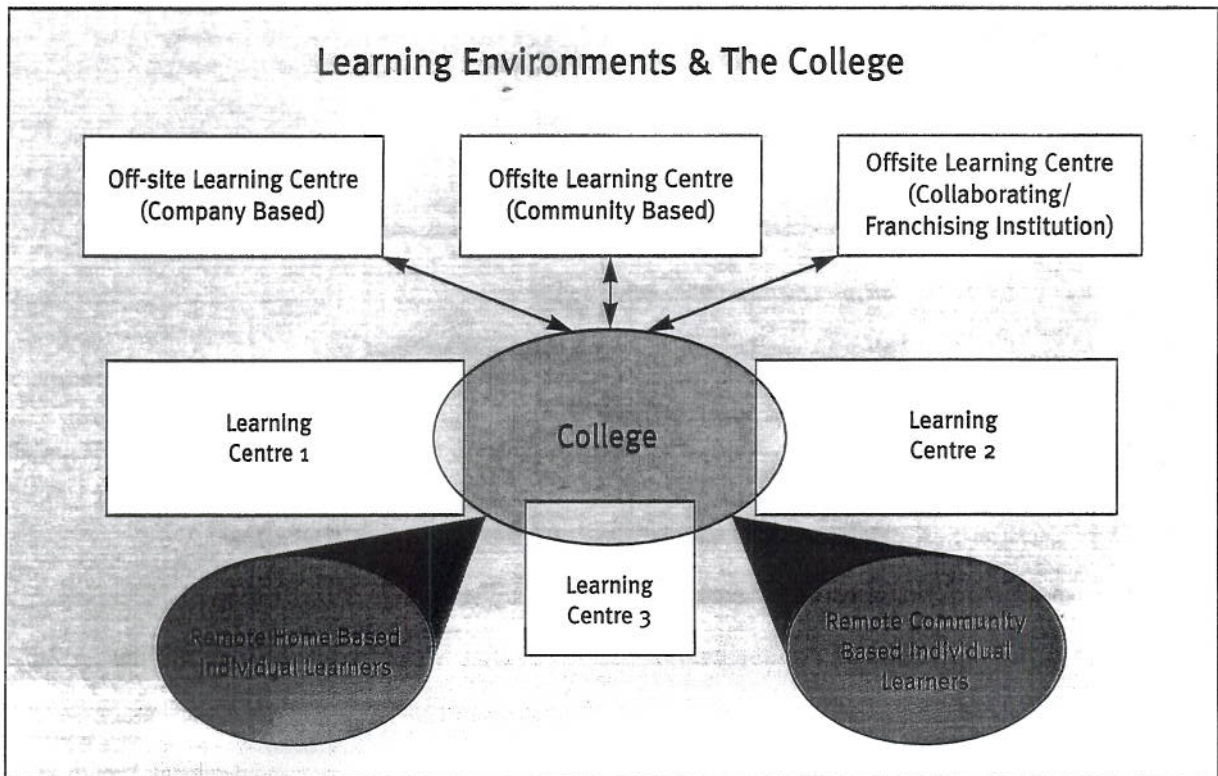 Learning Environments & The College
Off-site Learning Centre
(Company Based)
Offsite Learning Centre
(Community Based)
Offsite Learning Centre
(Collaborating/
Franchising Institution)
Learning
Centre 1
College
Learning
Centre 2
Learning
Centre 3
Remote Home Based
Individual Learners
Remote Community
Based Individual
Learners